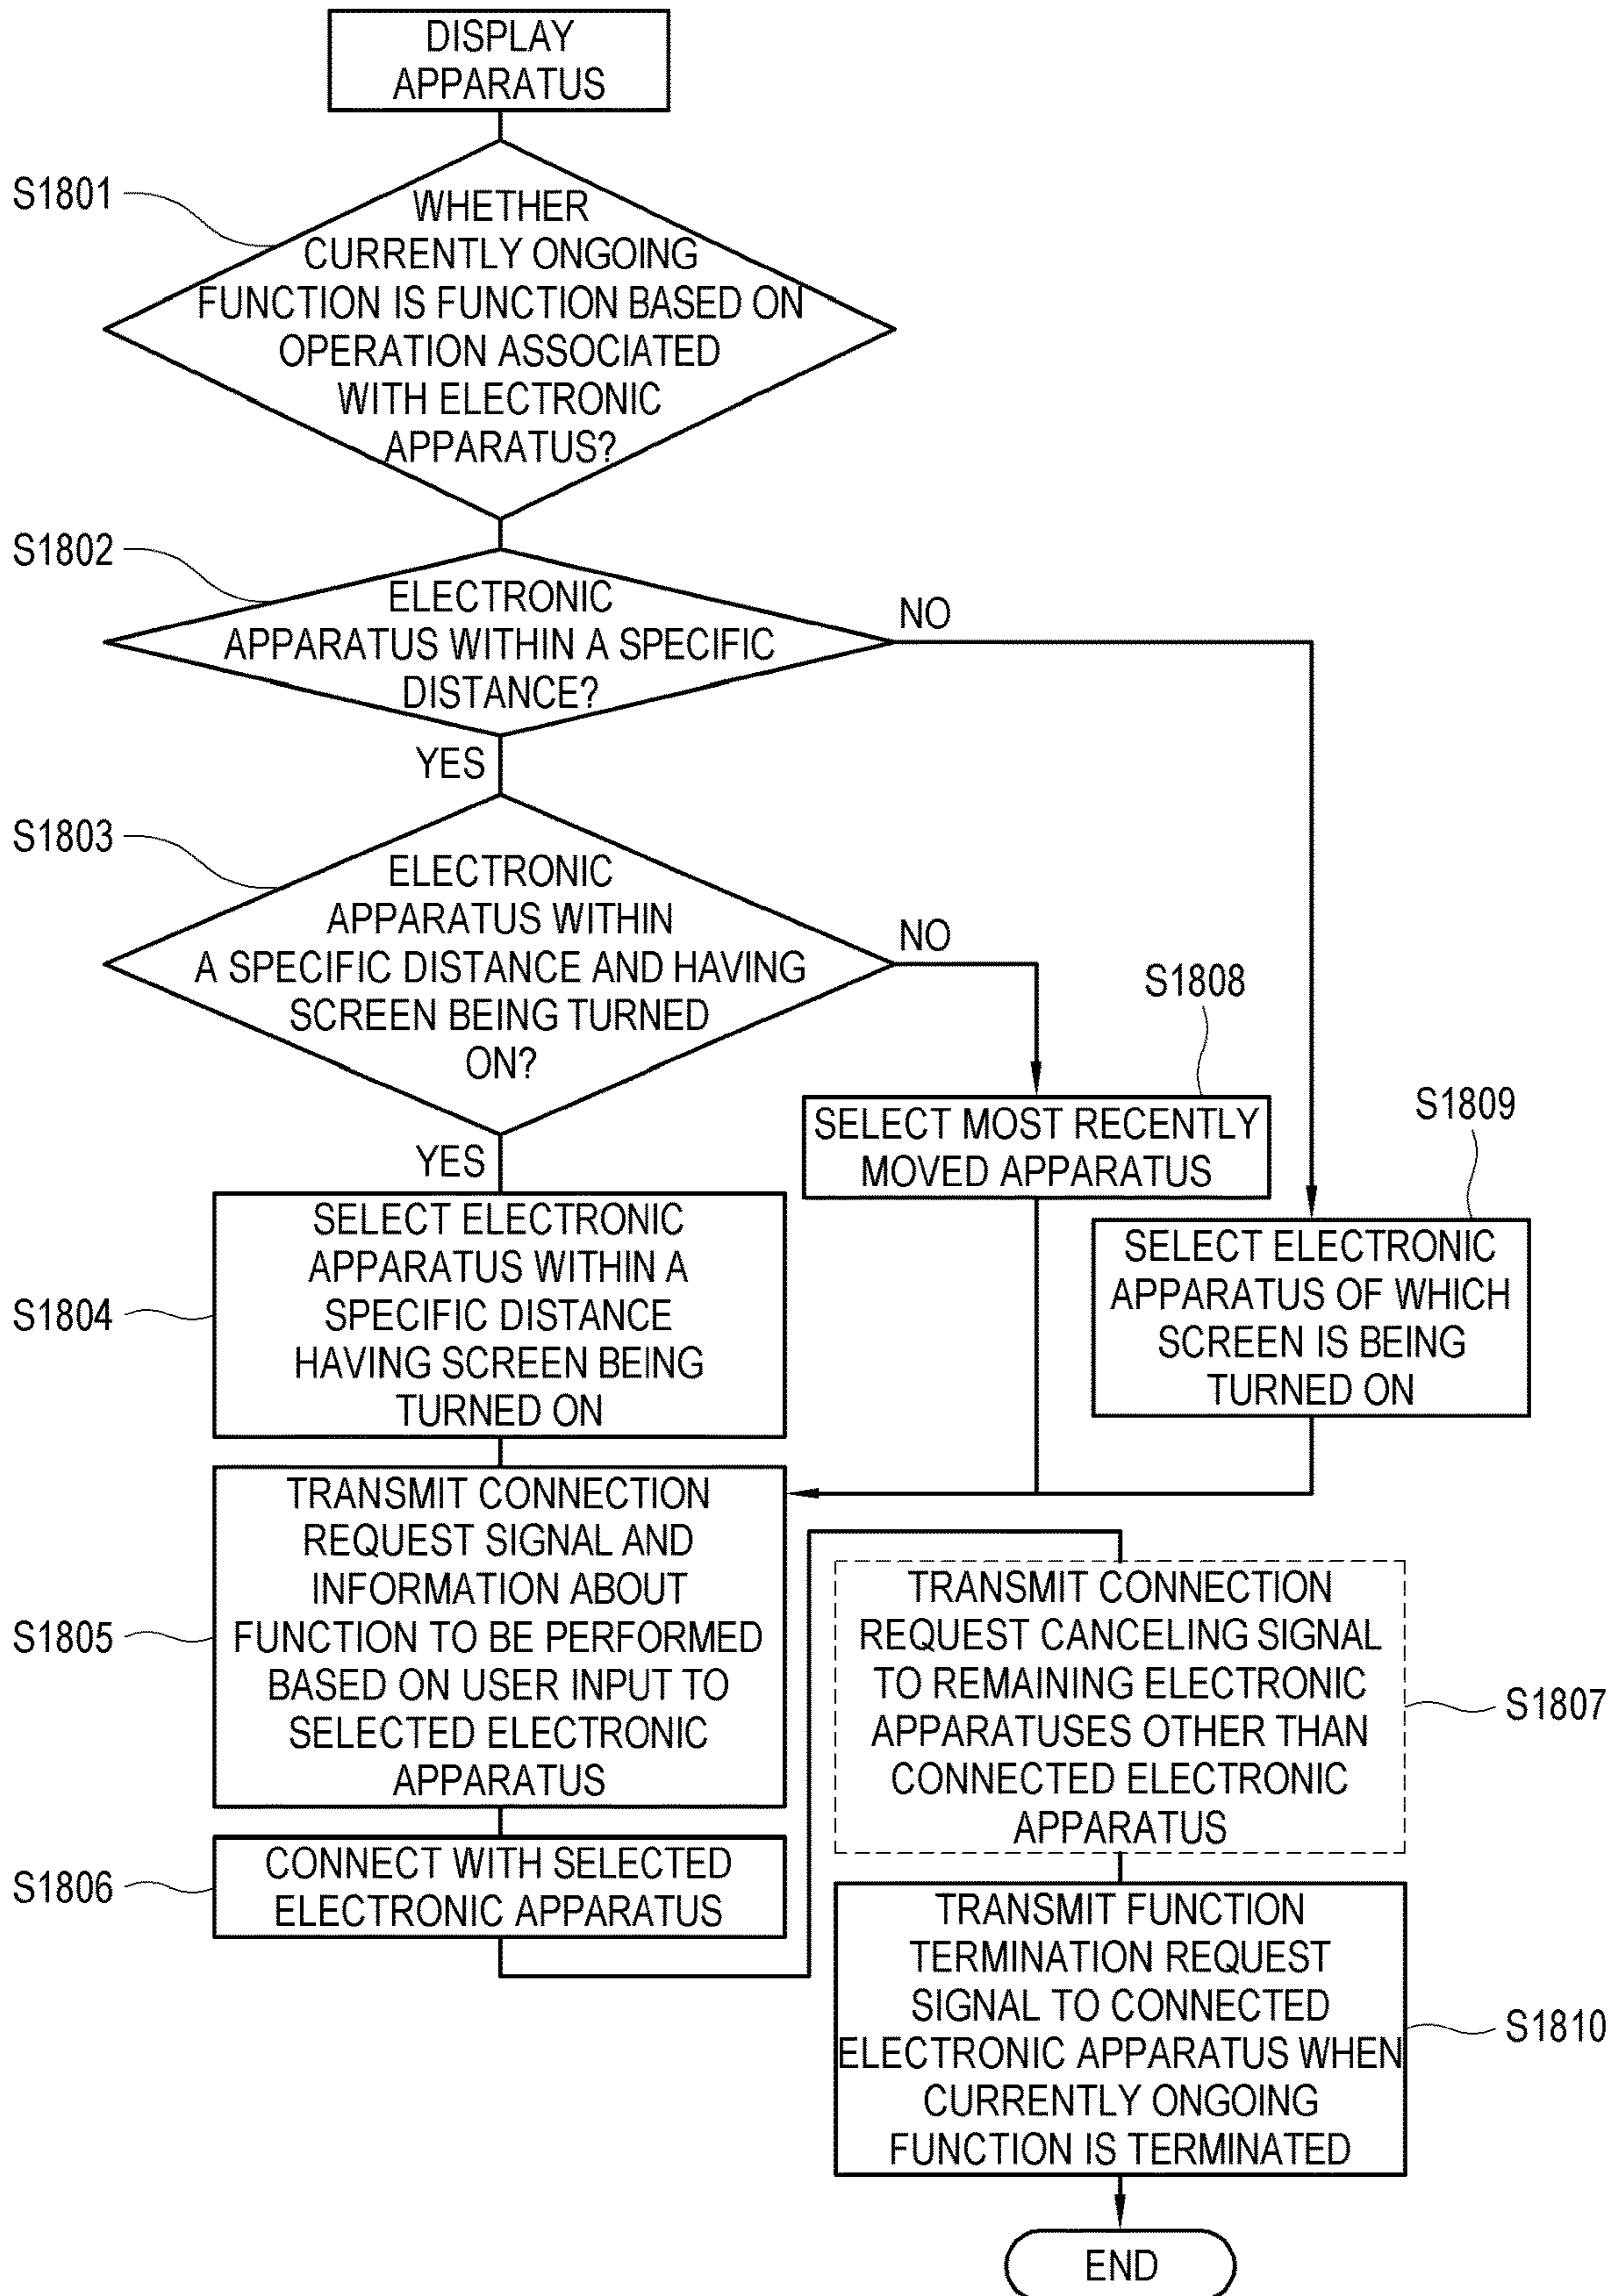 DISPLAY
APPARATUS
S1801
WHETHER
CURRENTLY ONGOING
FUNCTION IS FUNCTION BASED ON
OPERATION ASSOCIATED
WITH ELECTRONIC
APPARATUS?
S1802
ELECTRONIC
APPARATUS WITHIN A SPECIFIC
DISTANCE?
NO
YES
S1803
ELECTRONIC
APPARATUS WITHIN
A SPECIFIC DISTANCE AND HAVING
SCREEN BEING TURNED
ON?
NO
YES
S1808
SELECT MOST RECENTLY
MOVED APPARATUS
S1809
SELECT ELECTRONIC
APPARATUS OF WHICH
SCREEN IS BEING
TURNED ON
S1804
SELECT ELECTRONIC
APPARATUS WITHIN A
SPECIFIC DISTANCE
HAVING SCREEN BEING
TURNED ON
S1805
TRANSMIT CONNECTION
REQUEST SIGNAL AND
INFORMATION ABOUT
FUNCTION TO BE PERFORMED
BASED ON USER INPUT TO
SELECTED ELECTRONIC
APPARATUS
S1806
CONNECT WITH SELECTED
ELECTRONIC APPARATUS
TRANSMIT CONNECTION
REQUEST CANCELING SIGNAL
TO REMAINING ELECTRONIC
APPARATUSES OTHER THAN
CONNECTED ELECTRONIC
APPARATUS
S1807
TRANSMIT FUNCTION
TERMINATION REQUEST
SIGNAL TO CONNECTED
ELECTRONIC APPARATUS WHEN
CURRENTLY ONGOING
FUNCTION IS TERMINATED
S1810
END